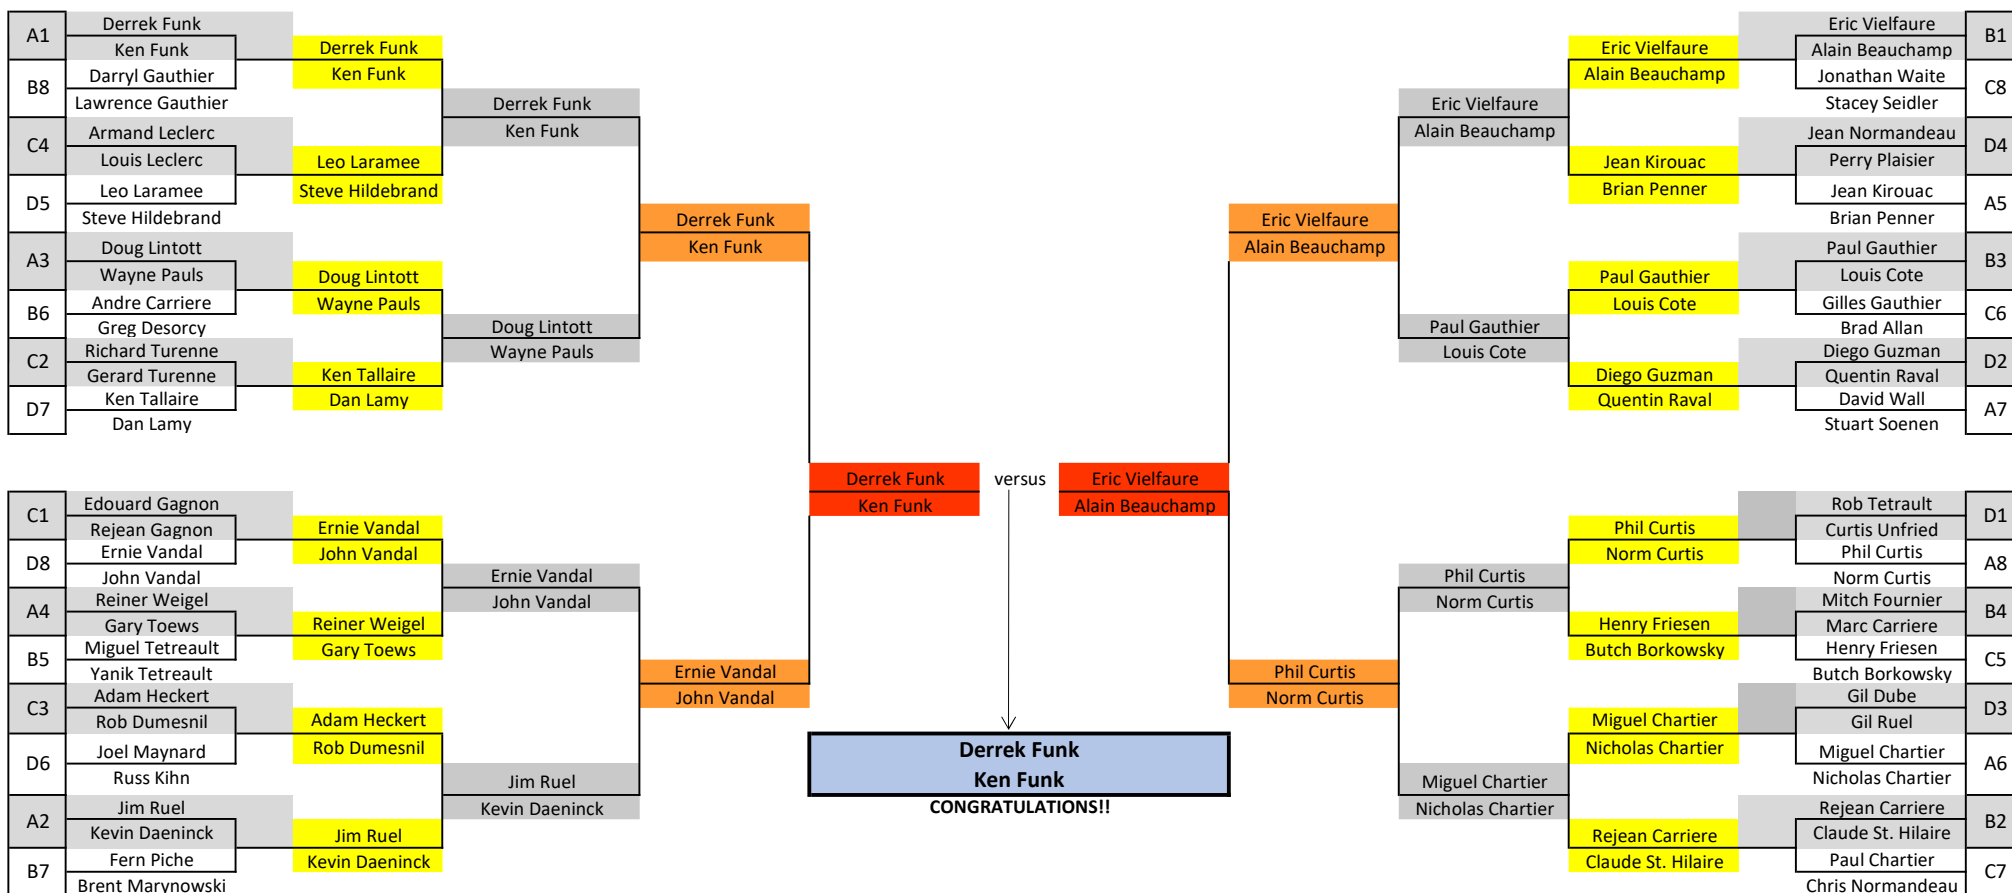 A1
Derrek Funk
Ken Funk
B8
Darryl Gauthier
Lawrence Gauthier
C4
Armand Leclerc
Louis Leclerc
D5
Leo Laramee
Steve Hildebrand
A3
Doug Lintott
Wayne Pauls
B6
Andre Carriere
Greg Desorcy
C2
Richard Turenne
Gerard Turenne
D7
Ken Tallaire
Dan Lamy
C1
Edouard Gagnon
Rejean Gagnon
D8
Ernie Vandal
John Vandal
A4
Reiner Weigel
Gary Toews
B5
Miguel Tetreault
Yanik Tetreault
C3
Adam Heckert
Rob Dumesnil
D6
Joel Maynard
Russ Kihn
A2
Jim Ruel
Kevin Daeninck
B7
Fern Piche
Brent Marynowski
Derrek Funk
Ken Funk
Leo Laramee
Steve Hildebrand
Doug Lintott
Wayne Pauls
Ken Tallaire
Dan Lamy
Ernie Vandal
John Vandal
Reiner Weigel
Gary Toews
Adam Heckert
Rob Dumesnil
Jim Ruel
Kevin Daeninck
Derrek Funk
Ken Funk
Doug Lintott
Wayne Pauls
Ernie Vandal
John Vandal
Jim Ruel
Kevin Daeninck
Derrek Funk
Ken Funk
Ernie Vandal
John Vandal
Derrek Funk
Ken Funk
versus
Eric Vielfaure
Alain Beauchamp
Derrek Funk
Ken Funk
CONGRATULATIONS!!
Eric Vielfaure
Alain Beauchamp
Phil Curtis
Norm Curtis
Eric Vielfaure
Alain Beauchamp
Paul Gauthier
Louis Cote
Phil Curtis
Norm Curtis
Miguel Chartier
Nicholas Chartier
Eric Vielfaure
Alain Beauchamp
Jean Kirouac
Brian Penner
Paul Gauthier
Louis Cote
Diego Guzman
Quentin Raval
Phil Curtis
Norm Curtis
Henry Friesen
Butch Borkowsky
Miguel Chartier
Nicholas Chartier
Rejean Carriere
Claude St. Hilaire
Eric Vielfaure
Alain Beauchamp
B1
Jonathan Waite
Stacey Seidler
C8
Jean Normandeau
Perry Plaisier
D4
Jean Kirouac
Brian Penner
A5
Paul Gauthier
Louis Cote
B3
Gilles Gauthier
Brad Allan
C6
Diego Guzman
Quentin Raval
D2
David Wall
Stuart Soenen
A7
Rob Tetrault
Curtis Unfried
D1
Phil Curtis
Norm Curtis
A8
Mitch Fournier
Marc Carriere
B4
Henry Friesen
Butch Borkowsky
C5
Gil Dube
Gil Ruel
D3
Miguel Chartier
Nicholas Chartier
A6
Rejean Carriere
Claude St. Hilaire
B2
Paul Chartier
Chris Normandeau
C7